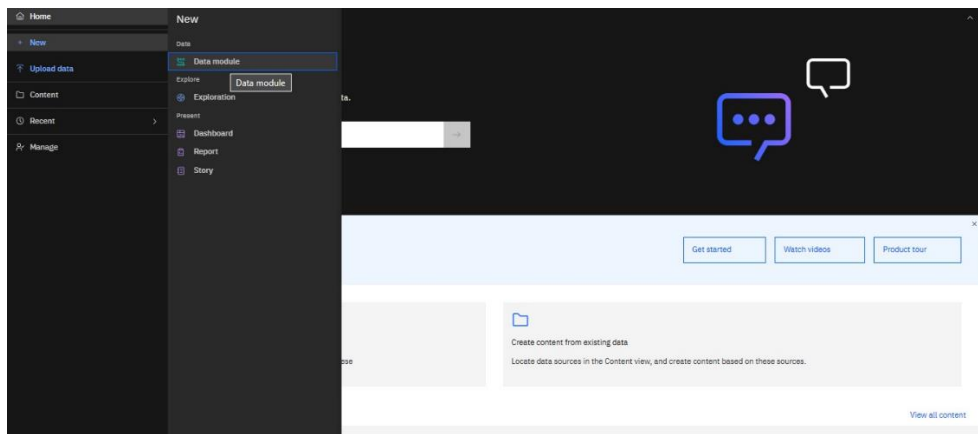 Home
New
Upload data
Content
Recent
Manage
New
Data
Data module
Data module
Explore
Exploration
Present
Dashboard
Report
Story
ta.
Get started
Watch videos
Product tour
ese
Create content from existing data
Locate data sources in the Content view, and create content based on these sources.
View all content